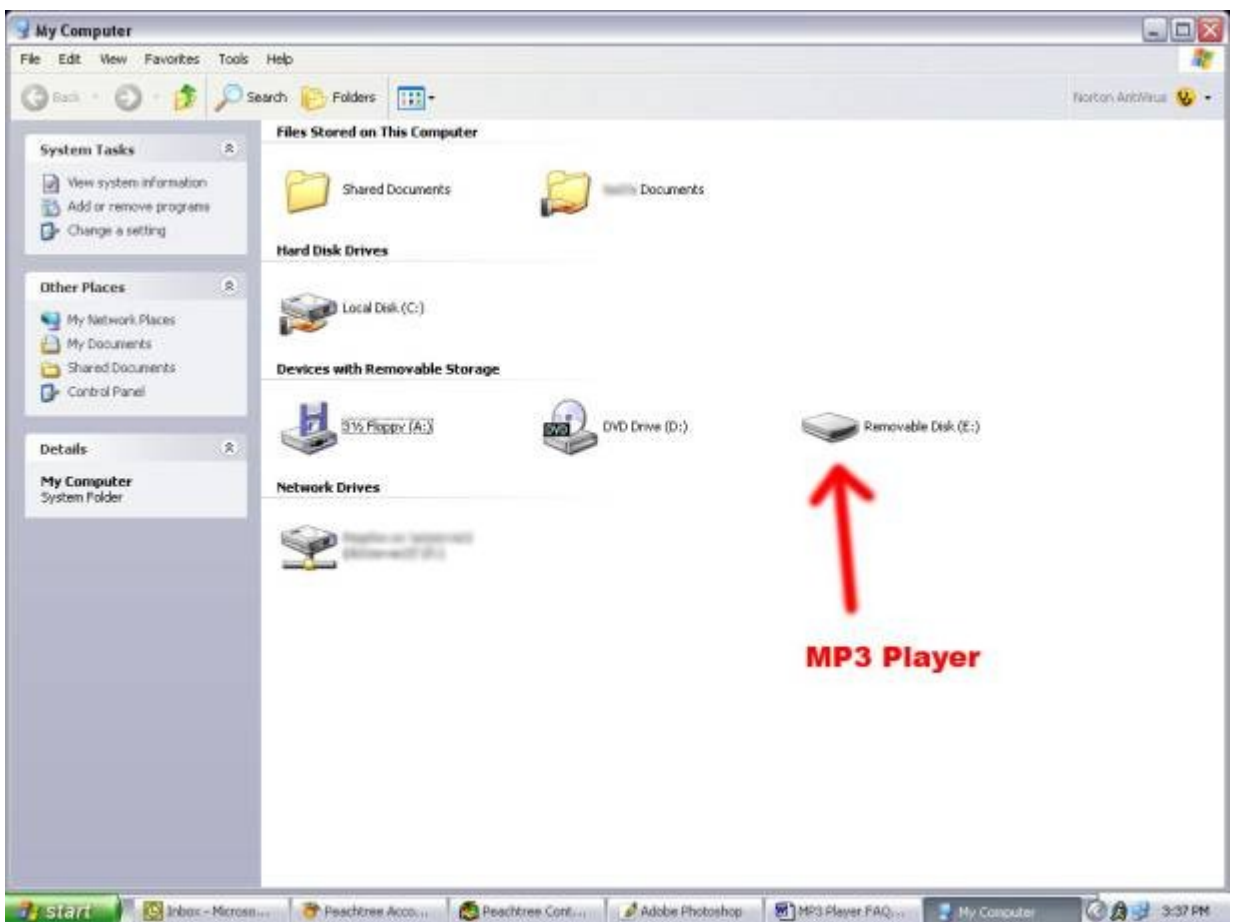 My Computer
File Edit View Favorites Tools Help
Back Search Folders Norton AntiVirus
System Tasks
View system information
Add or remove programs
Change a setting
Other Places
My Network Places
My Documents
Shared Documents
Control Panel
Details
My Computer
System Folder
Files Stored on This Computer
Shared Documents
Documents
Hard Disk Drives
Local Disk (C:)
Devices with Removable Storage
3½ Floppy (A:)
DVD
DVD Drive (D:)
Removable Disk (E:)
Network Drives
MP3 Player
start Inbox - Microso... Peachtree Acco... Peachtree Cont... Adobe Photoshop MP3 Player FAQ... My Computer 3:37 PM